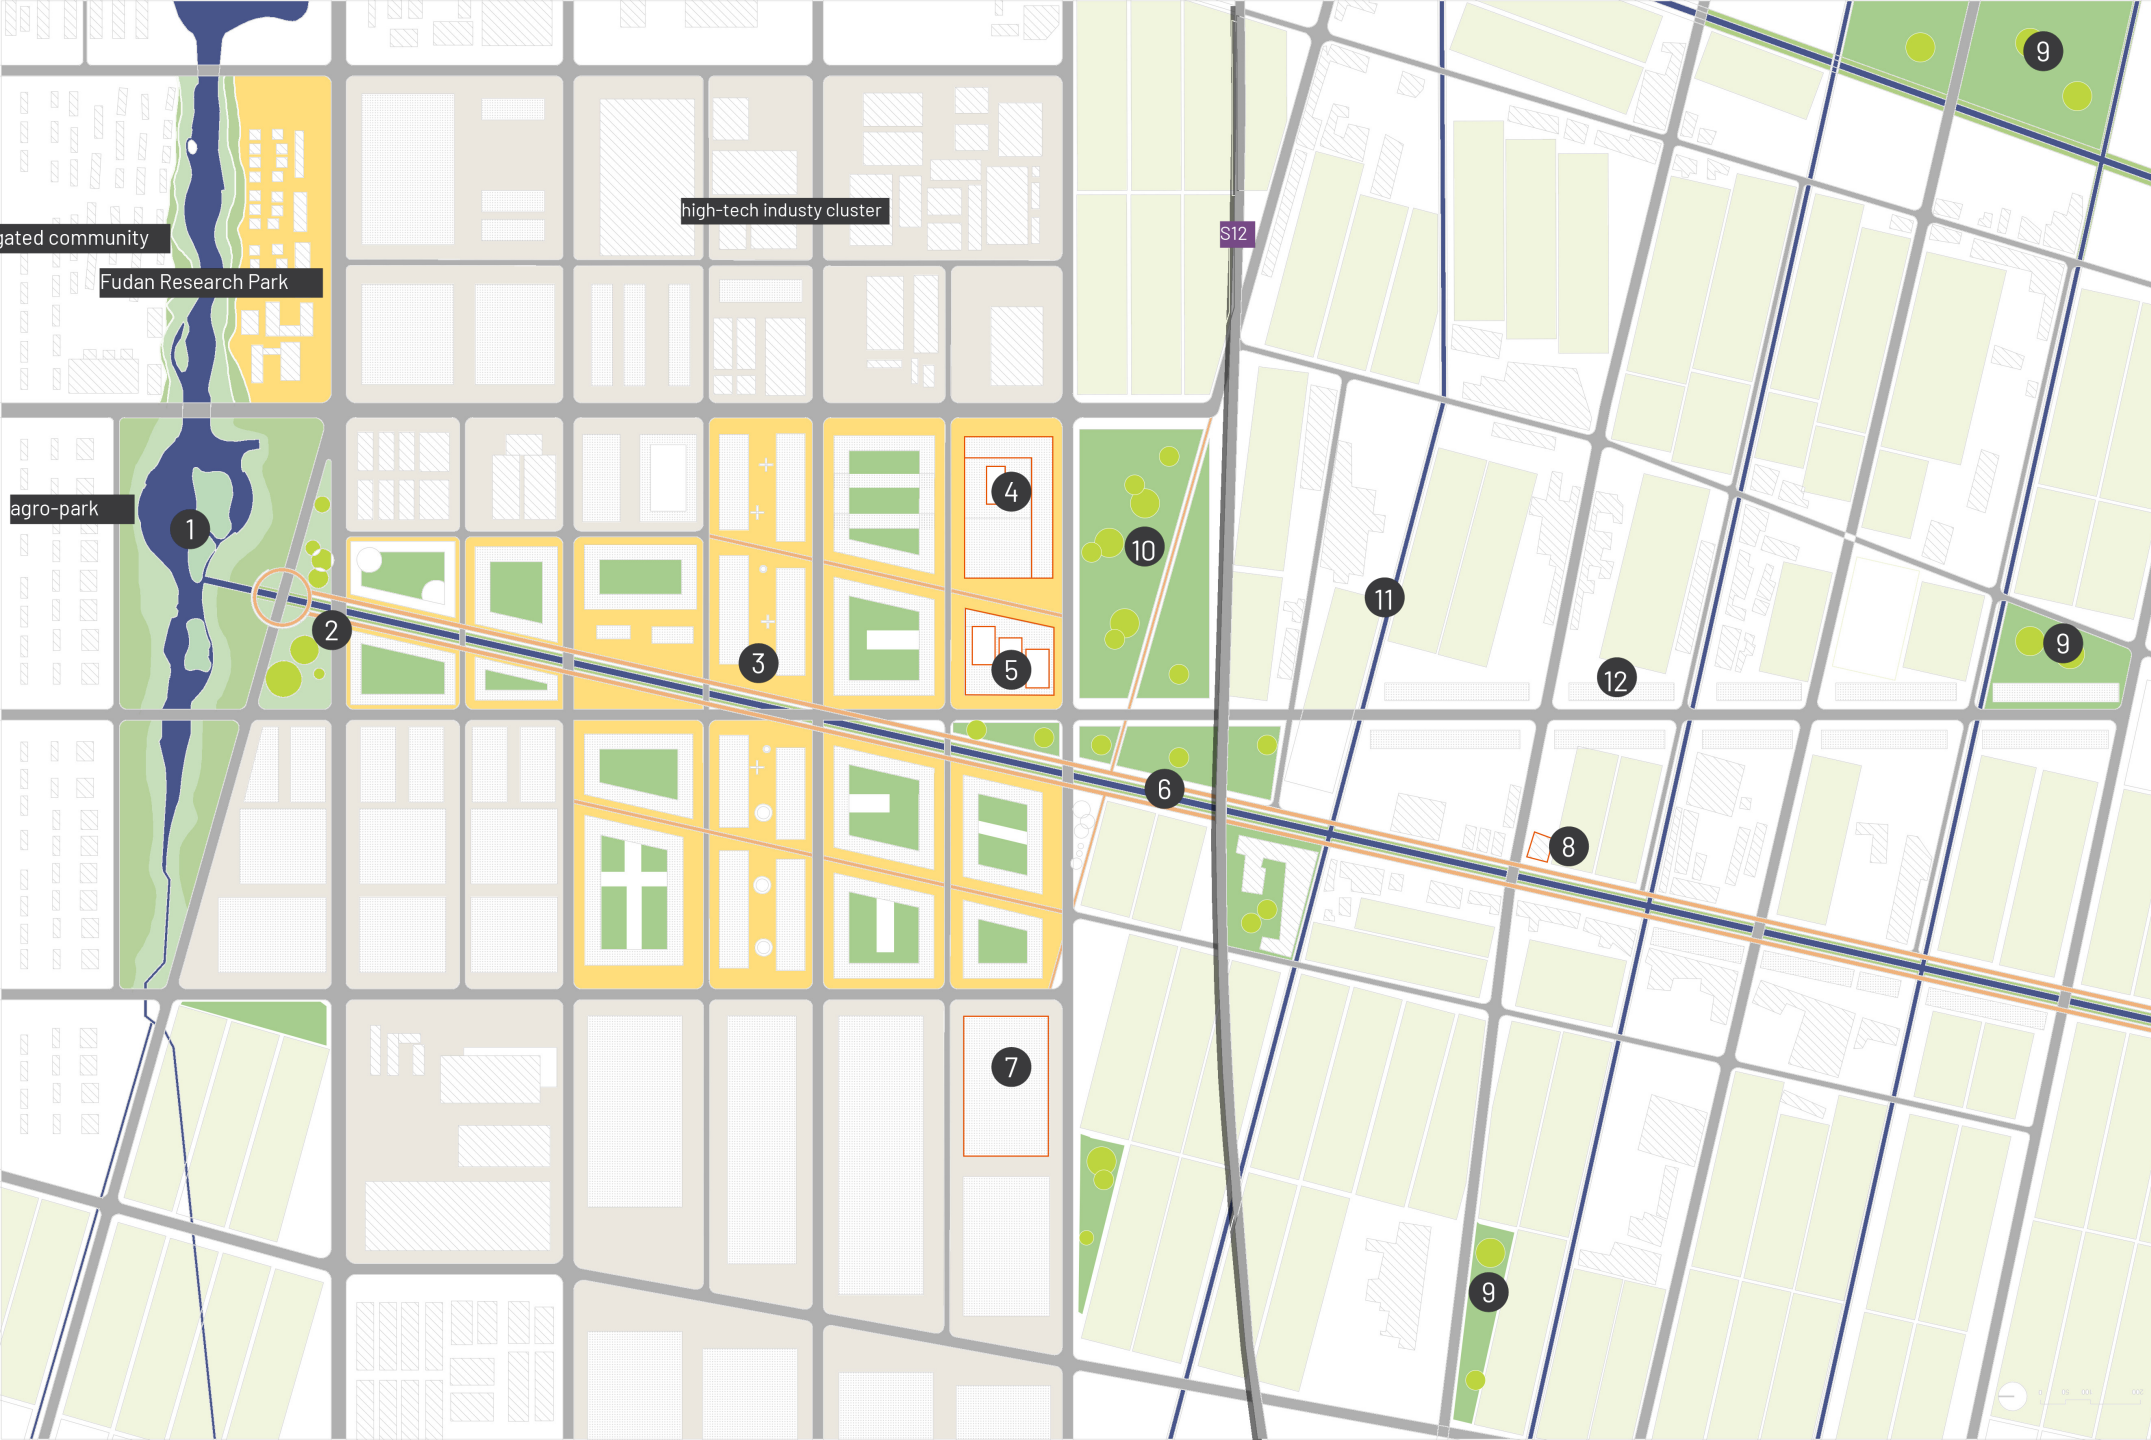 9
high-tech industy cluster
S12
gated community
Fudan Research Park
4
agro-park
1
10
11
2
9
3
5
12
6
8
7
9